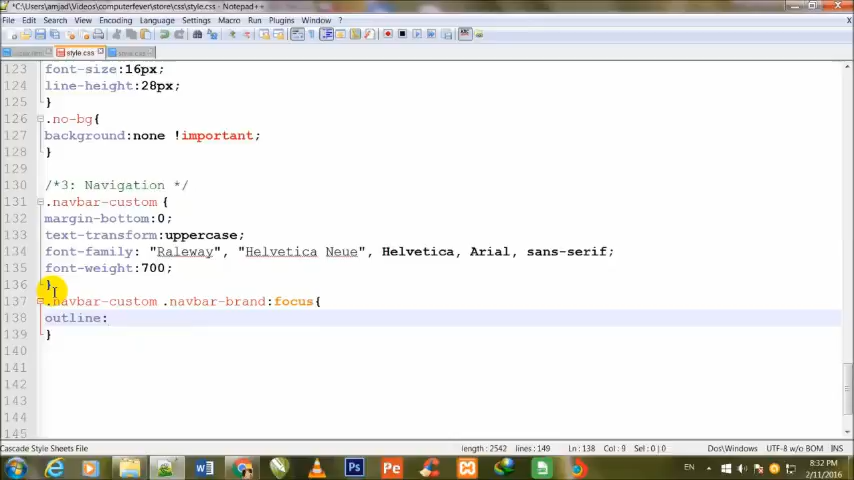 *C:\Users\amjad\Videos\computerfever\store\css\style.css - Notepad++
File Edit Search View Encoding Language Settings Macro Run Plugins Window ?
style.css
123 font-size:16px;
124 line-height:28px;
125 }
126 .no-bg{
127 background:none !important;
128 }
129
130 /*3: Navigation */
131 .navbar-custom {
132 margin-bottom:0;
133 text-transform:uppercase;
134 font-family: "Raleway", "Helvetica Neue", Helvetica, Arial, sans-serif;
135 font-weight:700;
136 }
137 .navbar-custom .navbar-brand:focus{
138 outline:
139 }
140
141
142
143
144
145
Cascade Style Sheets File length : 2542 lines : 149 Ln : 138 Col : 9 Sel : 0 | 0 Dos\Windows UTF-8 w/o BOM INS
EN 8:32 PM
2/11/2016